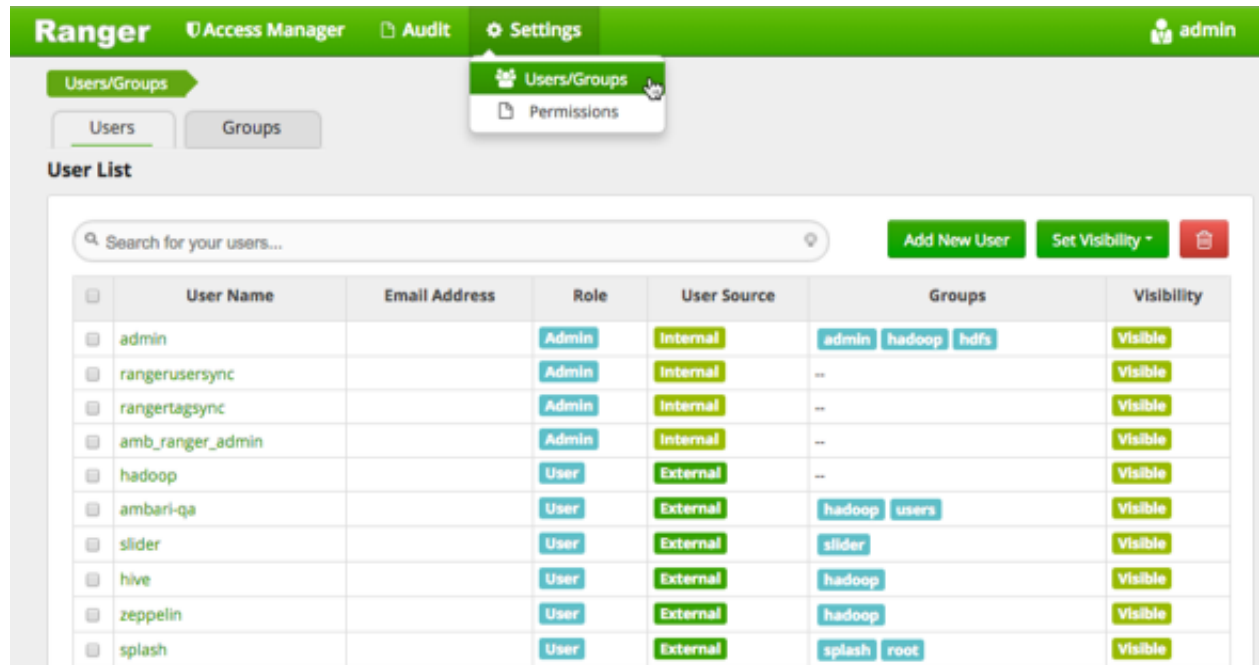 Ranger Access Manager Audit Settings admin
Users/Groups Users/Groups
Permissions
Users Groups
User List
Search for your users... Add New User Set Visibility
User Name Email Address Role User Source Groups Visibility
admin Admin Internal admin hadoop hdfs Visible
rangerusersync Admin Internal -- Visible
rangertagsync Admin Internal -- Visible
amb_ranger_admin Admin Internal -- Visible
hadoop User External -- Visible
ambari-qa User External hadoop users Visible
slider User External slider Visible
hive User External hadoop Visible
zeppelin User External hadoop Visible
splash User External splash root Visible